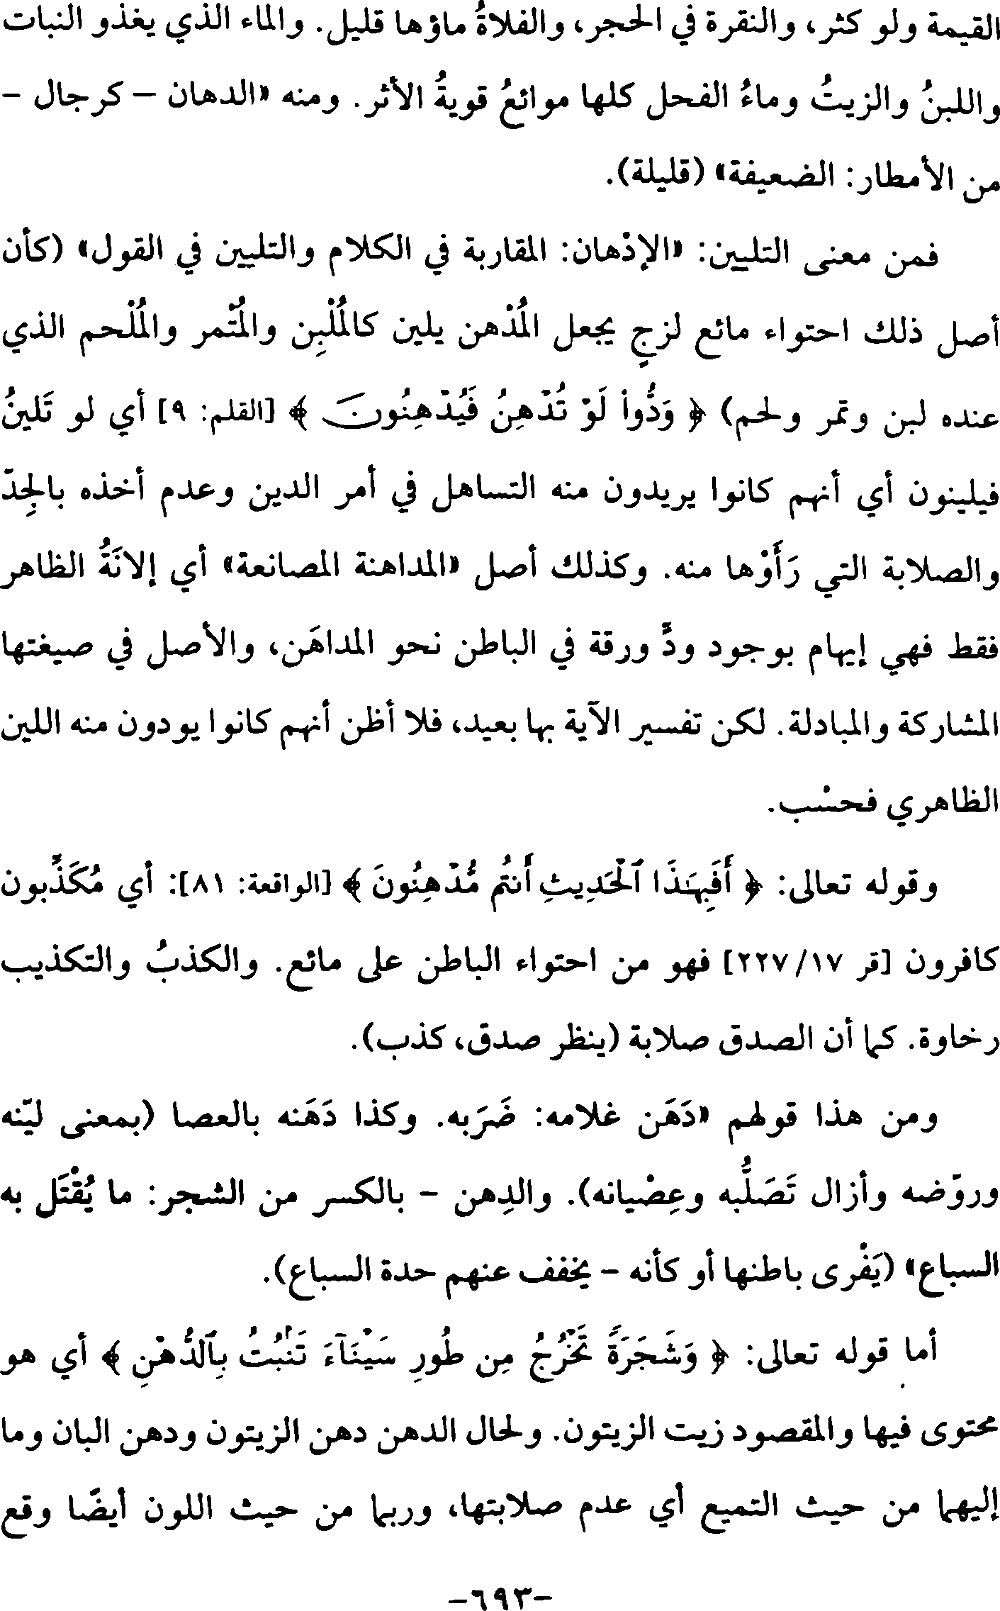 القيمة ولو كثر، والنقرة في الحجر، والفلاةُ ماؤها قليل. والماء الذي يغذو النبات
واللبنُ والزيتُ وماءُ الفحل كلها موائعُ قويةُ الأثر. ومنه «الدهان – كرجال –
من الأمطار: الضعيفة» (قليلة).
فمن معنى التليين: «الإدْهان: المقاربة في الكلام والتليين في القول» (كأن
أصل ذلك احتواء مائع لزجٍ يجعل المُدْهن يلين كالمُلْبِن والمُتْمر والمُلْحم الذي
عنده لبن وتمر ولحم) ﴿ وَدُّواْ لَوْ تُدْهِنُ فَيُدْهِنُونَ ﴾ [القلم: ٩] أي لو تَلينُ
فيلينون أي أنهم كانوا يريدون منه التساهل في أمر الدين وعدم أخذه بالجِدّ
والصلابة التي رَأَوْها منه. وكذلك أصل «المداهنة المصانعة» أي إلانَةُ الظاهر
فقط فهي إيهام بوجود ودٍّ ورقة في الباطن نحو المداهَن، والأصل في صيغتها
المشاركة والمبادلة. لكن تفسير الآية بها بعيد، فلا أظن أنهم كانوا يودون منه اللين
الظاهري فحسْب.
وقوله تعالى: ﴿ أَفَبِهَـٰذَا ٱلْحَدِيثِ أَنتُم مُّدْهِنُونَ ﴾ [الواقعة: ٨١]: أي مُكَذِّبون
كافرون [قر ٢٢٧/١٧] فهو من احتواء الباطن على مائع. والكذبُ والتكذيب
رخاوة. كما أن الصدق صلابة (ينظر صدق، كذب).
ومن هذا قولهم «دَهَن غلامه: ضَرَبه. وكذا دَهَنه بالعصا (بمعنى ليّنه
وروّضه وأزال تَصَلُّبه وعِصْيانه). والدِهن – بالكسر من الشجر: ما يُقْتَل به
السباع» (يَفْرى باطنها أو كأنه – يخفف عنهم حدة السباع).
أما قوله تعالى: ﴿ وَشَجَرَةً تَخْرُجُ مِن طُورِ سَيْنَآءَ تَنۢبُتُ بِٱلدُّهْنِ ﴾ أي هو
محتوى فيها والمقصود زيت الزيتون. ولحال الدهن دهن الزيتون ودهن البان وما
إليهما من حيث التميع أي عدم صلابتها، وربما من حيث اللون أيضًا وقع
-٦٩٣-